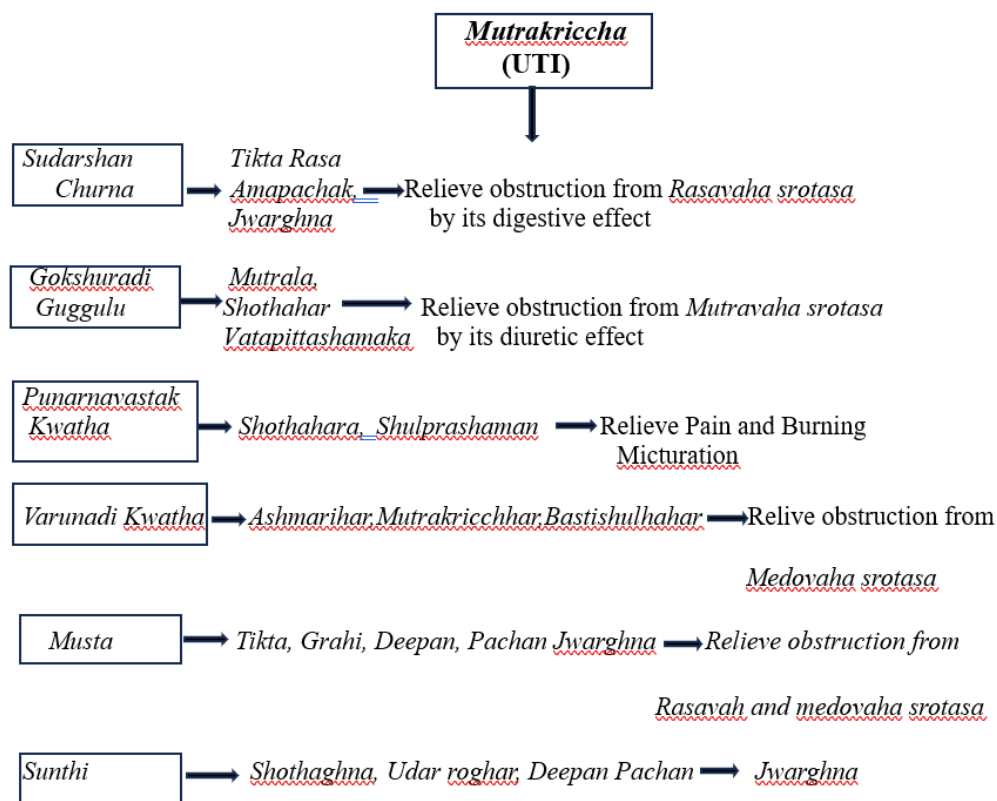 Mutrakriccha
(UTI)
Sudarshan Tikta Rasa
Churna Amapachak, Relieve obstruction from Rasavaha srotasa
Jwarghna by its digestive effect
Gokshuradi Mutrala,
Guggulu Shothahar Relieve obstruction from Mutravaha srotasa
Vatapittashamaka by its diuretic effect
Punarnavastak
Kwatha Shothahara, Shulprashaman Relieve Pain and Burning
Micturation
Varunadi Kwatha Ashmarihar,Mutrakricchhar,Bastishulhahar Relive obstruction from
Medovaha srotasa
Musta Tikta, Grahi, Deepan, Pachan Jwarghna Relieve obstruction from
Rasavah and medovaha srotasa
Sunthi Shothaghna, Udar roghar, Deepan Pachan Jwarghna